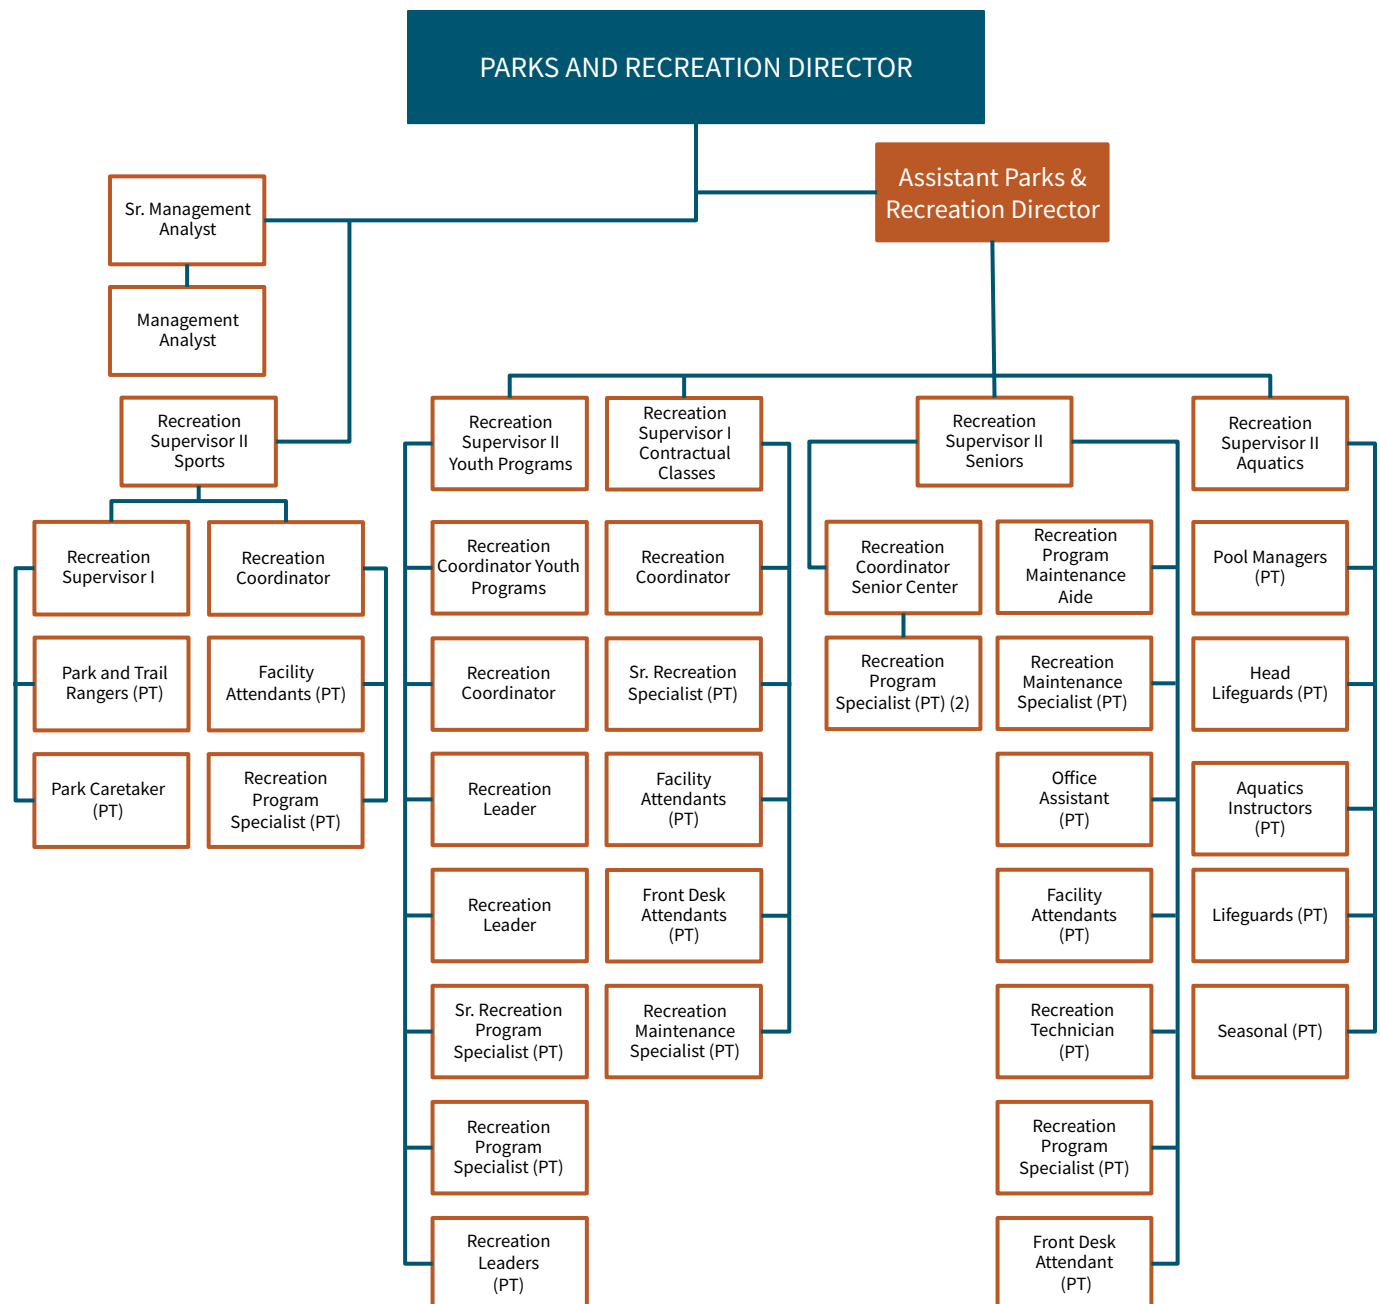 PARKS AND RECREATION DIRECTOR
Assistant Parks &
Recreation Director
Sr. Management
Analyst
Management
Analyst
Recreation
Supervisor II
Sports
Recreation
Supervisor I
Park and Trail
Rangers (PT)
Park Caretaker
(PT)
Recreation
Coordinator
Facility
Attendants (PT)
Recreation
Program
Specialist (PT)
Recreation
Supervisor II
Youth Programs
Recreation
Coordinator Youth
Programs
Recreation
Coordinator
Recreation
Leader
Recreation
Leader
Sr. Recreation
Program
Specialist (PT)
Recreation
Program
Specialist (PT)
Recreation
Leaders
(PT)
Recreation
Supervisor I
Contractual
Classes
Recreation
Coordinator
Sr. Recreation
Specialist (PT)
Facility
Attendants
(PT)
Front Desk
Attendants
(PT)
Recreation
Maintenance
Specialist (PT)
Recreation
Supervisor II
Seniors
Recreation
Coordinator
Senior Center
Recreation
Program
Specialist (PT) (2)
Recreation
Program
Maintenance
Aide
Recreation
Maintenance
Specialist (PT)
Office
Assistant
(PT)
Facility
Attendants
(PT)
Recreation
Technician
(PT)
Recreation
Program
Specialist (PT)
Front Desk
Attendant
(PT)
Recreation
Supervisor II
Aquatics
Pool Managers
(PT)
Head
Lifeguards (PT)
Aquatics
Instructors
(PT)
Lifeguards (PT)
Seasonal (PT)